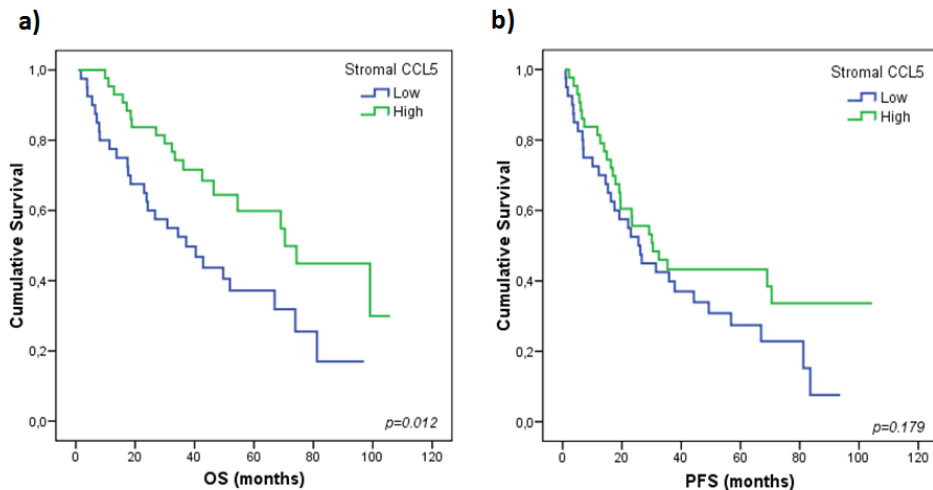 a)
Stromal CCL5
Low
High
1,0
0,8
0,6
0,4
0,2
0,0
Cumulative Survival
p=0.012
0 20 40 60 80 100 120
OS (months)
b)
Stromal CCL5
Low
High
1,0
0,8
0,6
0,4
0,2
0,0
Cumulative Survival
p=0.179
0 20 40 60 80 100 120
PFS (months)